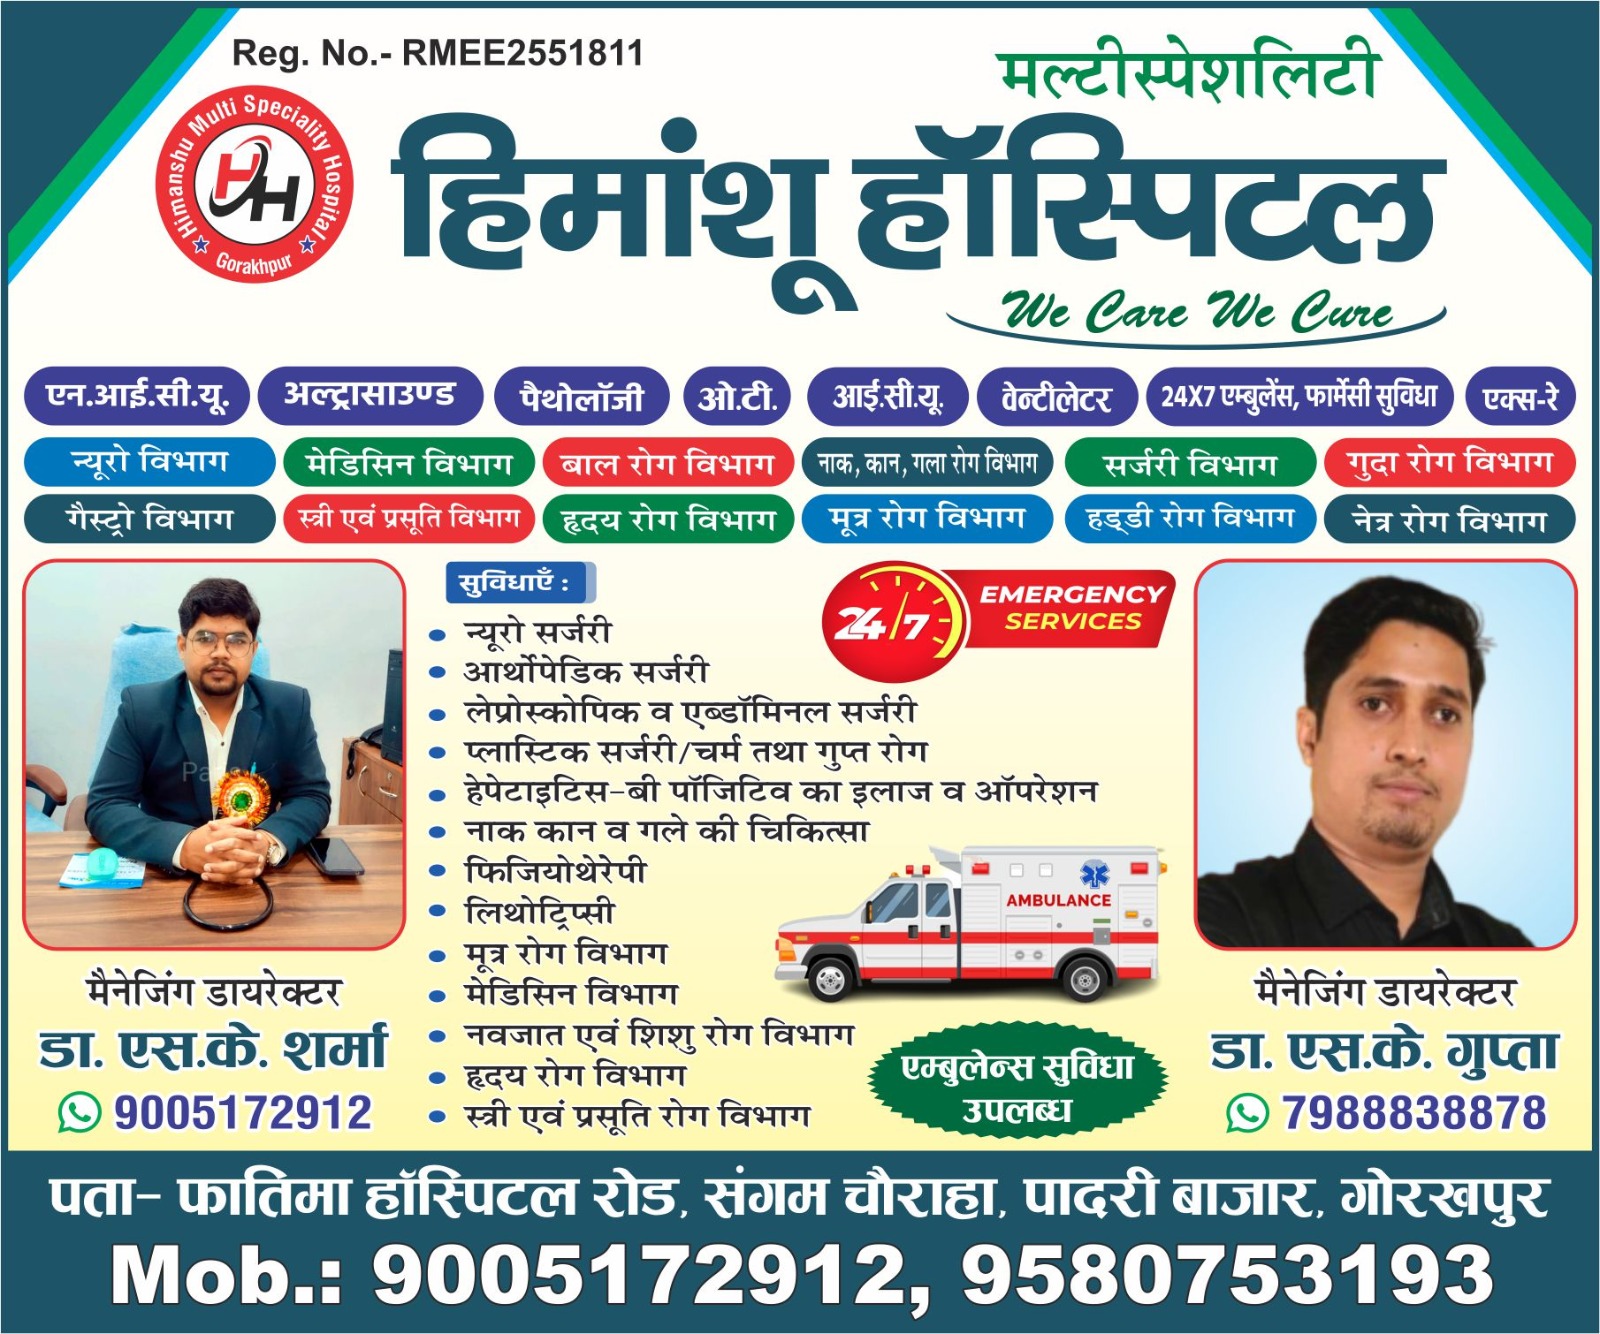 Reg. No.- RMEE2551811
Himanshu Multi Speciality Hospital
Gorakhpur
HH
मल्टीस्पेशलिटी
हिमांशू हॉस्पिटल
We Care We Cure
एन.आई.सी.यू. अल्ट्रासाउण्ड पैथोलॉजी ओ.टी. आई.सी.यू. वेन्टीलेटर 24X7 एम्बुलेंस, फार्मेसी सुविधा एक्स-रे
न्यूरो विभाग मेडिसिन विभाग बाल रोग विभाग नाक, कान, गला रोग विभाग सर्जरी विभाग गुदा रोग विभाग
गैस्ट्रो विभाग स्त्री एवं प्रसूति विभाग हृदय रोग विभाग मूत्र रोग विभाग हड्डी रोग विभाग नेत्र रोग विभाग
सुविधाएँ :
न्यूरो सर्जरी
आर्थोपेडिक सर्जरी
लेप्रोस्कोपिक व एब्डॉमिनल सर्जरी
प्लास्टिक सर्जरी/चर्म तथा गुप्त रोग
हेपेटाइटिस-बी पॉजिटिव का इलाज व ऑपरेशन
नाक कान व गले की चिकित्सा
फिजियोथेरेपी
लिथोट्रिप्सी
मूत्र रोग विभाग
मेडिसिन विभाग
नवजात एवं शिशु रोग विभाग
हृदय रोग विभाग
स्त्री एवं प्रसूति रोग विभाग
24/7
EMERGENCY
SERVICES
AMBULANCE
एम्बुलेन्स सुविधा
उपलब्ध
मैनेजिंग डायरेक्टर
डा. एस.के. शर्मा
9005172912
मैनेजिंग डायरेक्टर
डा. एस.के. गुप्ता
7988838878
पता- फातिमा हॉस्पिटल रोड, संगम चौराहा, पादरी बाजार, गोरखपुर
Mob.: 9005172912, 9580753193